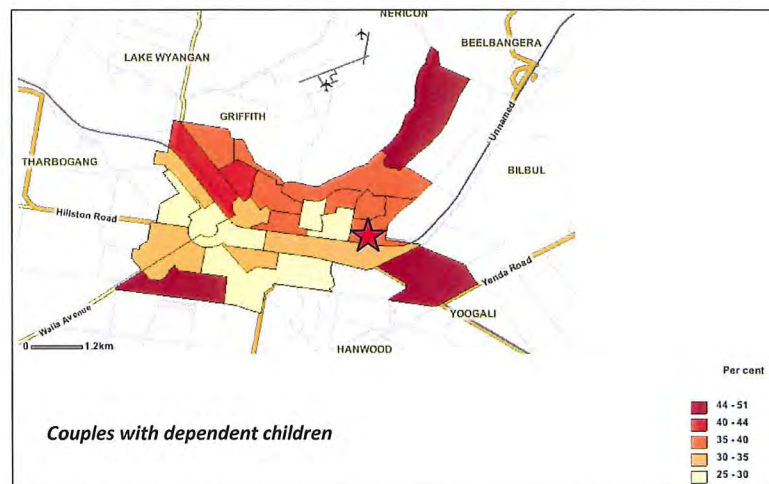 NERICON
BEELBANGERA
LAKE WYANGAN
GRIFFITH
Unnamed
THARBOGANG
BILBUL
Hillston Road
Yenda Road
YOOGALI
Walla Avenue
0 1.2km
HANWOOD
Per cent
44 - 51
40 - 44
35 - 40
30 - 35
25 - 30
Couples with dependent children